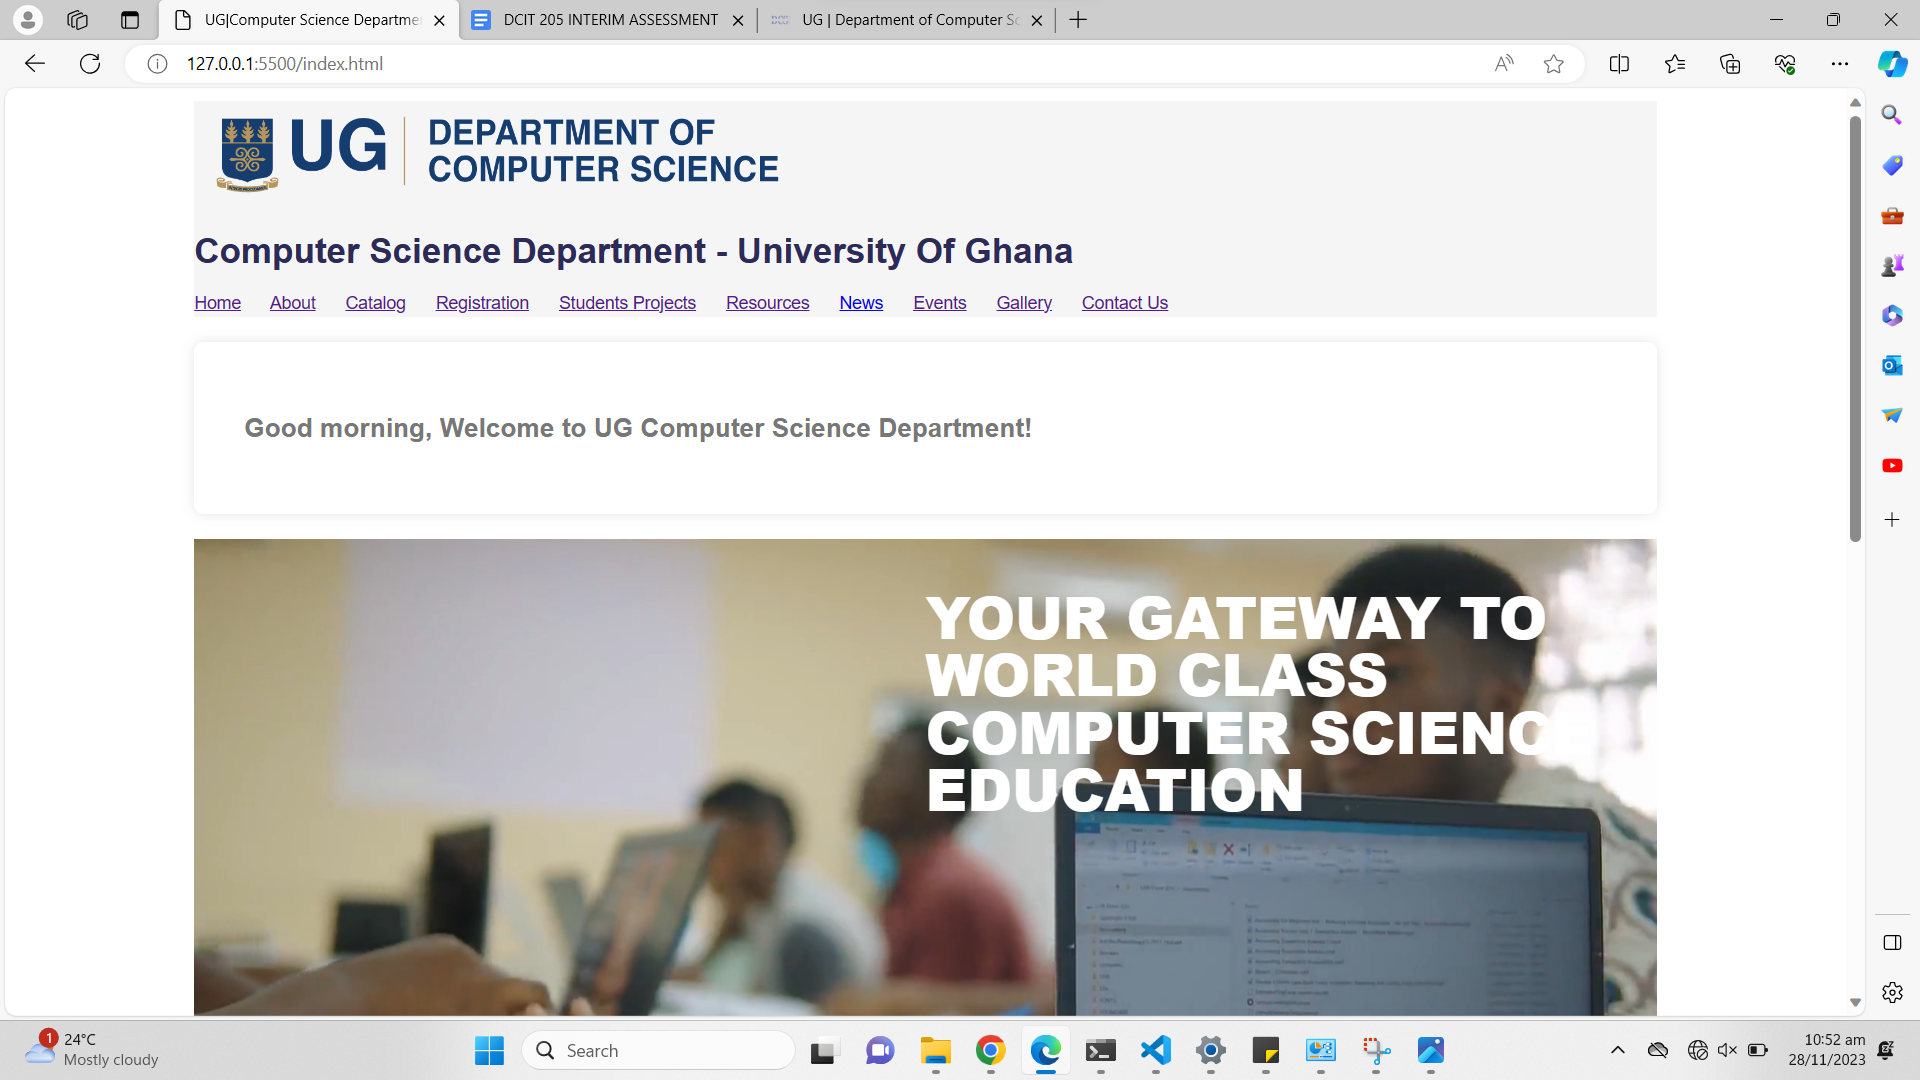 UG|Computer Science Departme
DCIT 205 INTERIM ASSESSMENT
UG | Department of Computer Sc
127.0.0.1:5500/index.html
UG
DEPARTMENT OF
COMPUTER SCIENCE
Computer Science Department - University Of Ghana
Home About Catalog Registration Students Projects Resources News Events Gallery Contact Us
Good morning, Welcome to UG Computer Science Department!
YOUR GATEWAY TO
WORLD CLASS
COMPUTER SCIENCE
EDUCATION
1
24°C
Mostly cloudy
Search
10:52 am
28/11/2023